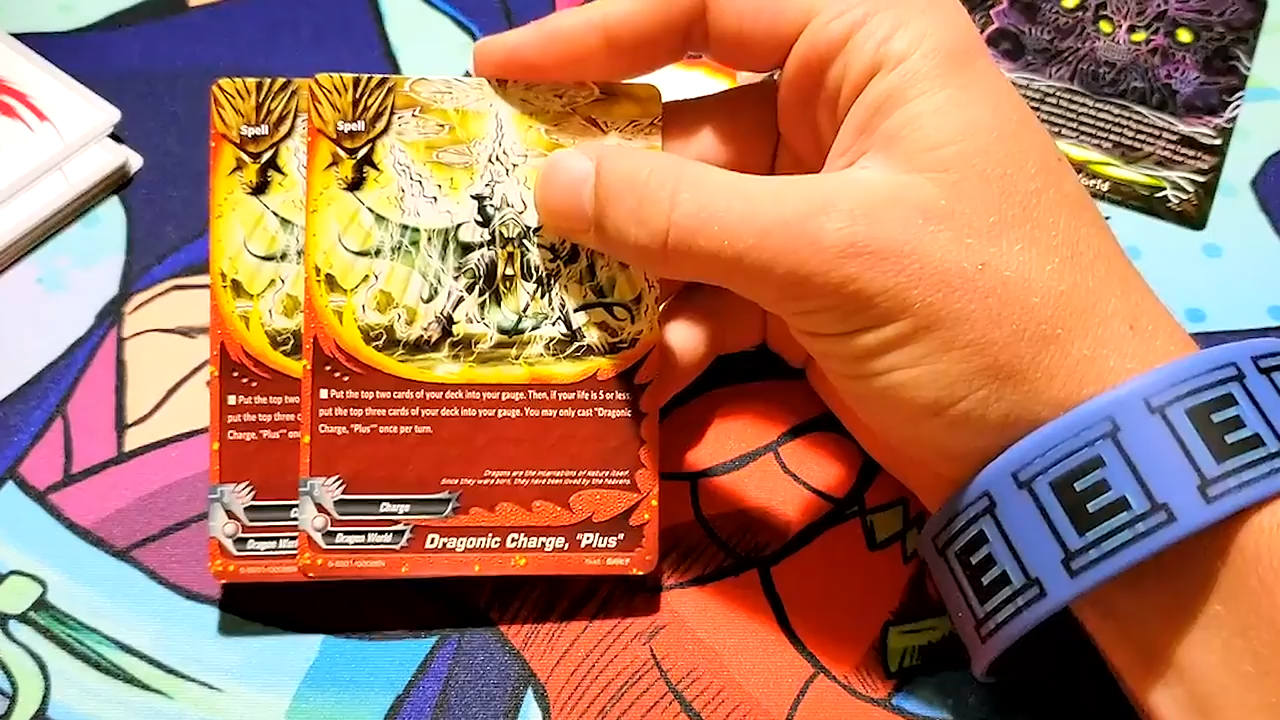 Spell
Spell
Put the top two
put the top three c
Charge, "Plus"" on
Dragon Wor
Put the top two cards of your deck into your gauge. Then, if your life is 5 or less,
put the top three cards of your deck into your gauge. You may only cast "Dragonic
Charge, "Plus"" once per turn.
Dragons are the incarnations of Nature itself.
Since they were born, they have been loved by the heavens.
Charge
Dragon World
Dragonic Charge, "Plus"
orld
E
E
E